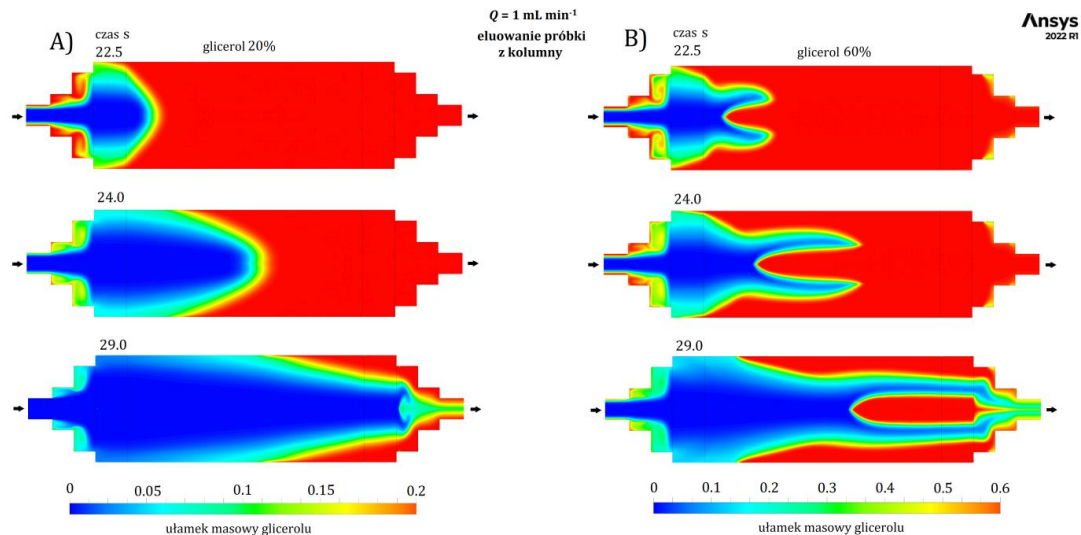 Q = 1 mL min⁻¹
eluowanie próbki
z kolumny
Ansys
2022 R1
A)
czas s
22.5
glicerol 20%
24.0
29.0
0
0.05
0.1
0.15
0.2
ułamek masowy glicerolu
B)
czas s
22.5
glicerol 60%
24.0
29.0
0
0.1
0.2
0.3
0.4
0.5
0.6
ułamek masowy glicerolu